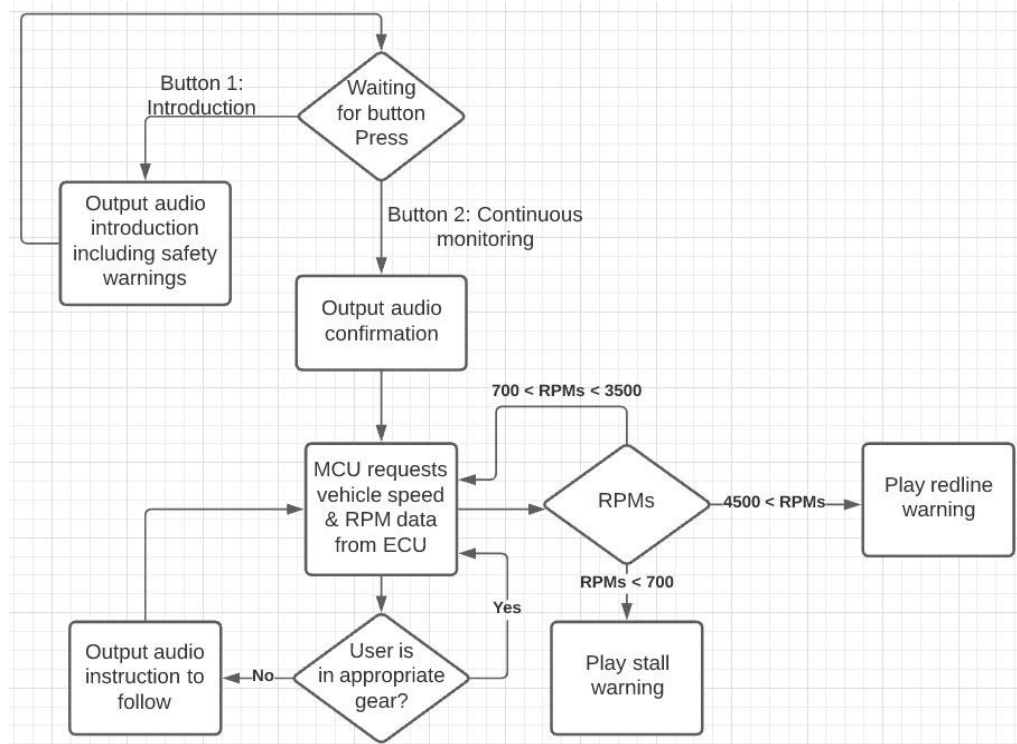 Waiting
for button
Press
Button 1:
Introduction
Output audio
introduction
including safety
warnings
Button 2: Continuous
monitoring
Output audio
confirmation
700 < RPMs < 3500
MCU requests
vehicle speed
& RPM data
from ECU
RPMs
4500 < RPMs
Play redline
warning
RPMs < 700
Play stall
warning
Yes
User is
in appropriate
gear?
No
Output audio
instruction to
follow